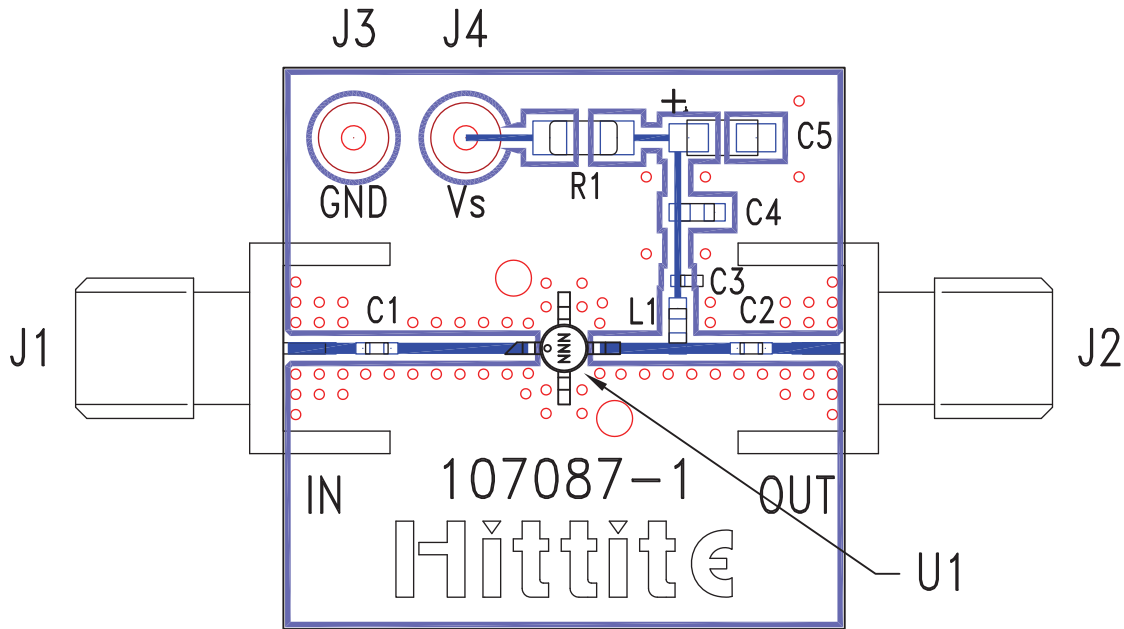 J3 J4
+
C5
R1
GND Vs
C4
C3
C1 L1 C2
J1 NNN J2
107087-1
IN OUT
Hittite
U1